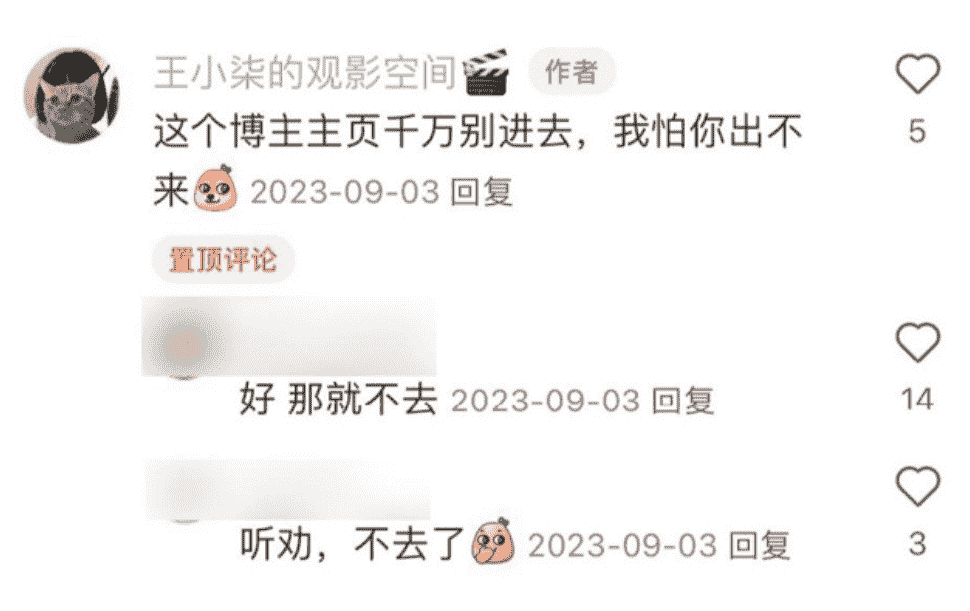 王小柒的观影空间🎬 作者
这个博主主页千万别进去，我怕你出不
来 2023-09-03 回复
5
置顶评论
好 那就不去 2023-09-03 回复
14
听劝，不去了 2023-09-03 回复
3